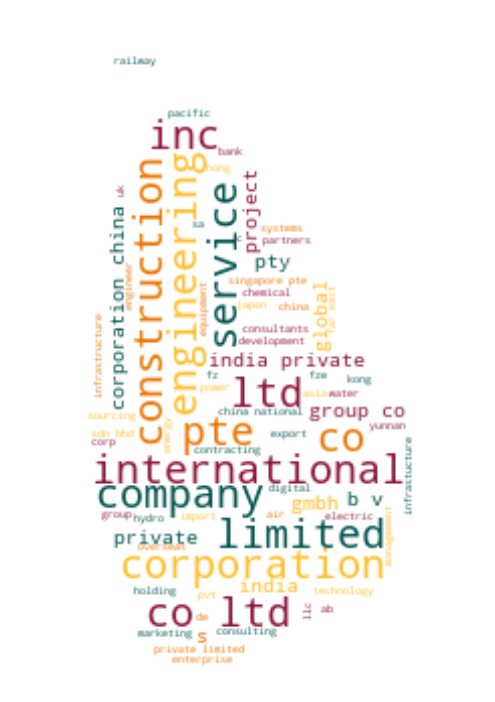 railway
pacific
inc
bank
hong
construction
engineering
service
project
uk
corporation china
engineer
sa
c
systems
partners
pty
singapore pte
chemical
equipment
japan
china
global
far east
consultants
development
infrastructure
india private
fz
fze
kong
power
ltd
asia
water
sourcing
china national
group co
yunnan
sdn bhd
corp
energy
pte
export
co
contracting
infrastucture
international
company
digital
gmbh
b v
group
hydro
import
air
electric
management
private
limited
overseas
corporation
holding
pvt
india
technology
co ltd
de
llc
ab
marketing
s
consulting
private limited
enterprise